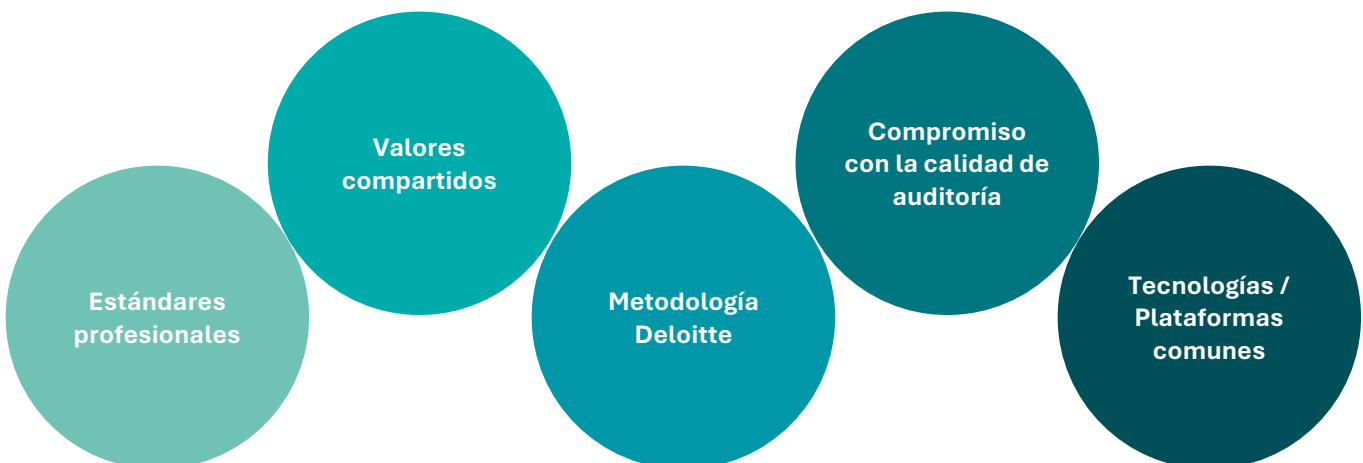 Estándares
profesionales
Valores
compartidos
Metodología
Deloitte
Compromiso
con la calidad de
auditoría
Tecnologías /
Plataformas
comunes